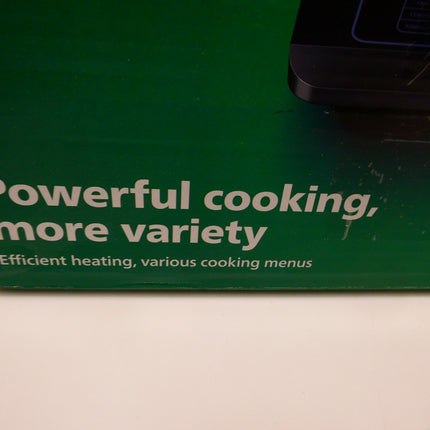 Powerful cooking,
more variety
Efficient heating, various cooking menus